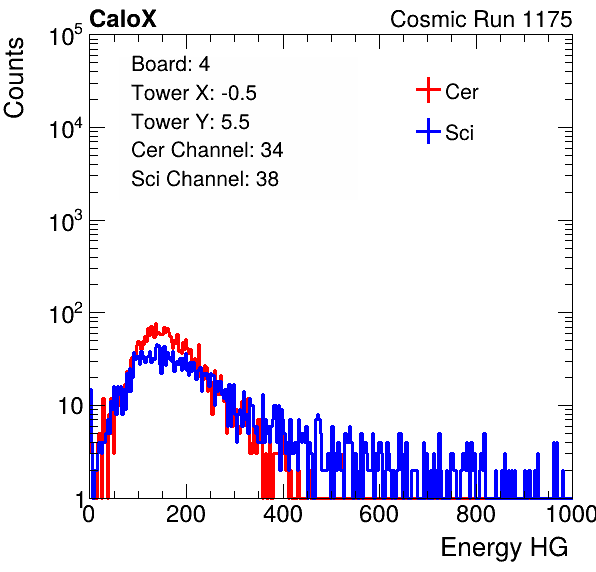 CaloX Cosmic Run 1175
Counts
10^5
10^4
10^3
10^2
10
1
Board: 4
Tower X: -0.5
Tower Y: 5.5
Cer Channel: 34
Sci Channel: 38
Cer
Sci
0 200 400 600 800 1000
Energy HG